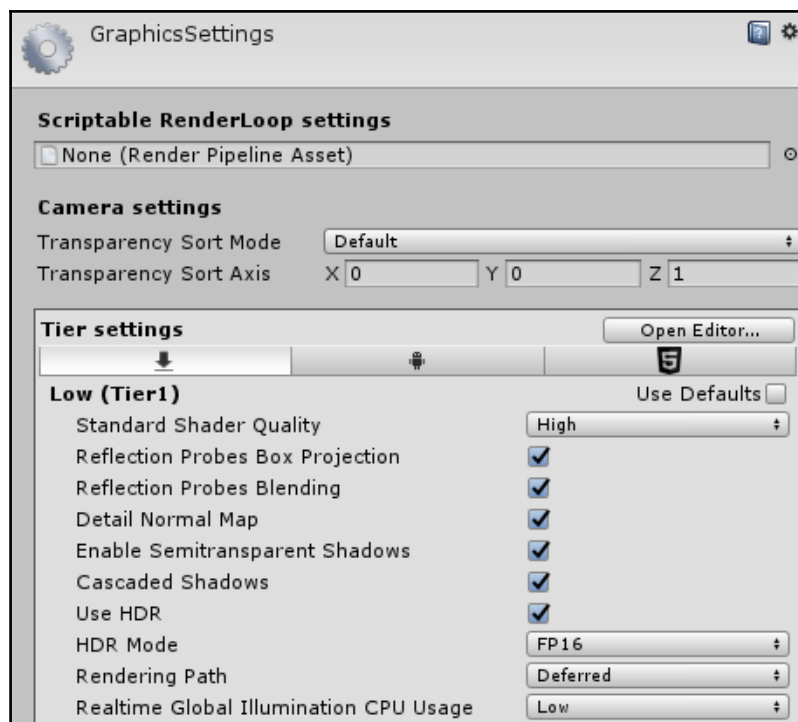 GraphicsSettings
Scriptable RenderLoop settings
None (Render Pipeline Asset)
Camera settings
Transparency Sort Mode Default
Transparency Sort Axis X 0 Y 0 Z 1
Tier settings Open Editor...
Low (Tier1) Use Defaults
Standard Shader Quality High
Reflection Probes Box Projection
Reflection Probes Blending
Detail Normal Map
Enable Semitransparent Shadows
Cascaded Shadows
Use HDR
HDR Mode FP16
Rendering Path Deferred
Realtime Global Illumination CPU Usage Low